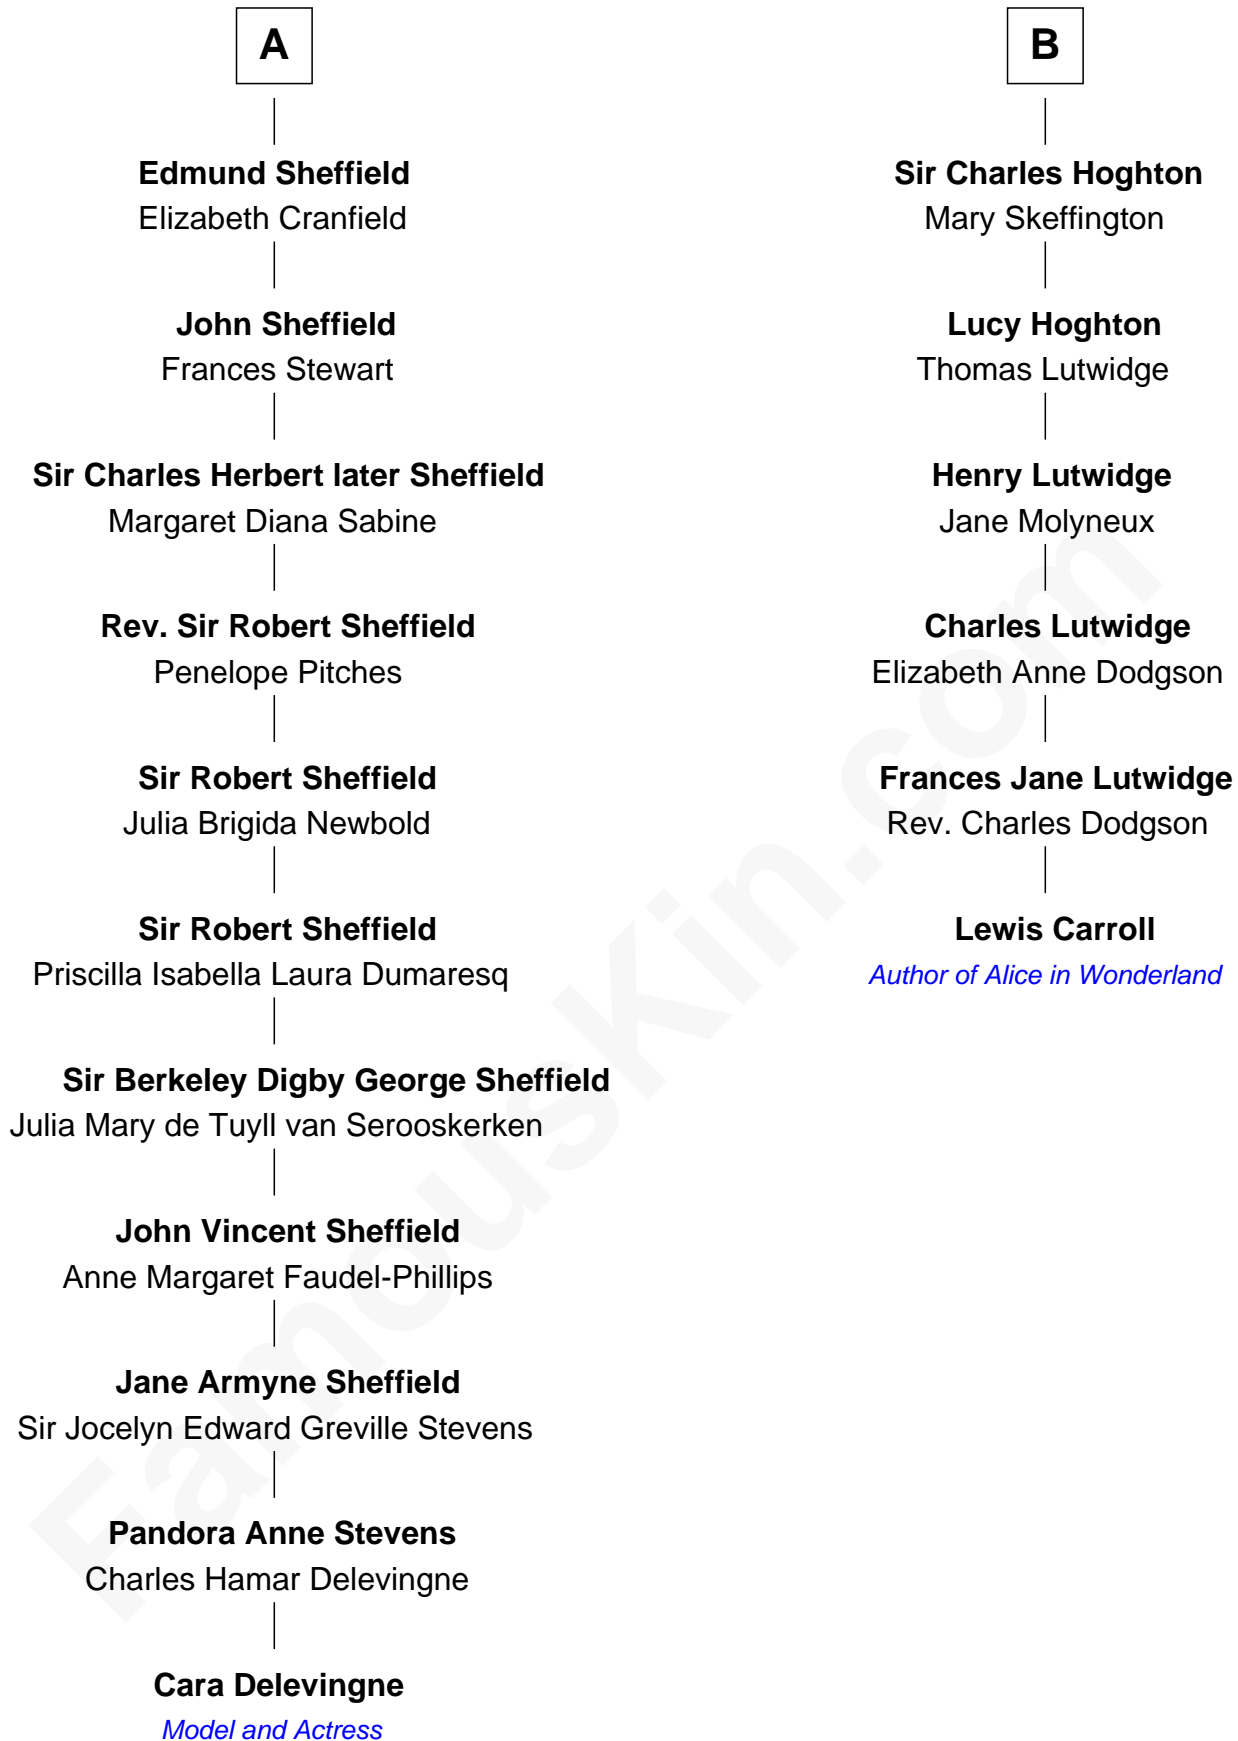 A
Edmund Sheffield
Elizabeth Cranfield
John Sheffield
Frances Stewart
Sir Charles Herbert later Sheffield
Margaret Diana Sabine
Rev. Sir Robert Sheffield
Penelope Pitches
Sir Robert Sheffield
Julia Brigida Newbold
Sir Robert Sheffield
Priscilla Isabella Laura Dumaresq
Sir Berkeley Digby George Sheffield
Julia Mary de Tuyll van Serooskerken
John Vincent Sheffield
Anne Margaret Faudel-Phillips
Jane Armyne Sheffield
Sir Jocelyn Edward Greville Stevens
Pandora Anne Stevens
Charles Hamar Delevingne
Cara Delevingne
Model and Actress
B
Sir Charles Hoghton
Mary Skeffington
Lucy Hoghton
Thomas Lutwidge
Henry Lutwidge
Jane Molyneux
Charles Lutwidge
Elizabeth Anne Dodgson
Frances Jane Lutwidge
Rev. Charles Dodgson
Lewis Carroll
Author of Alice in Wonderland
FamousKin.com